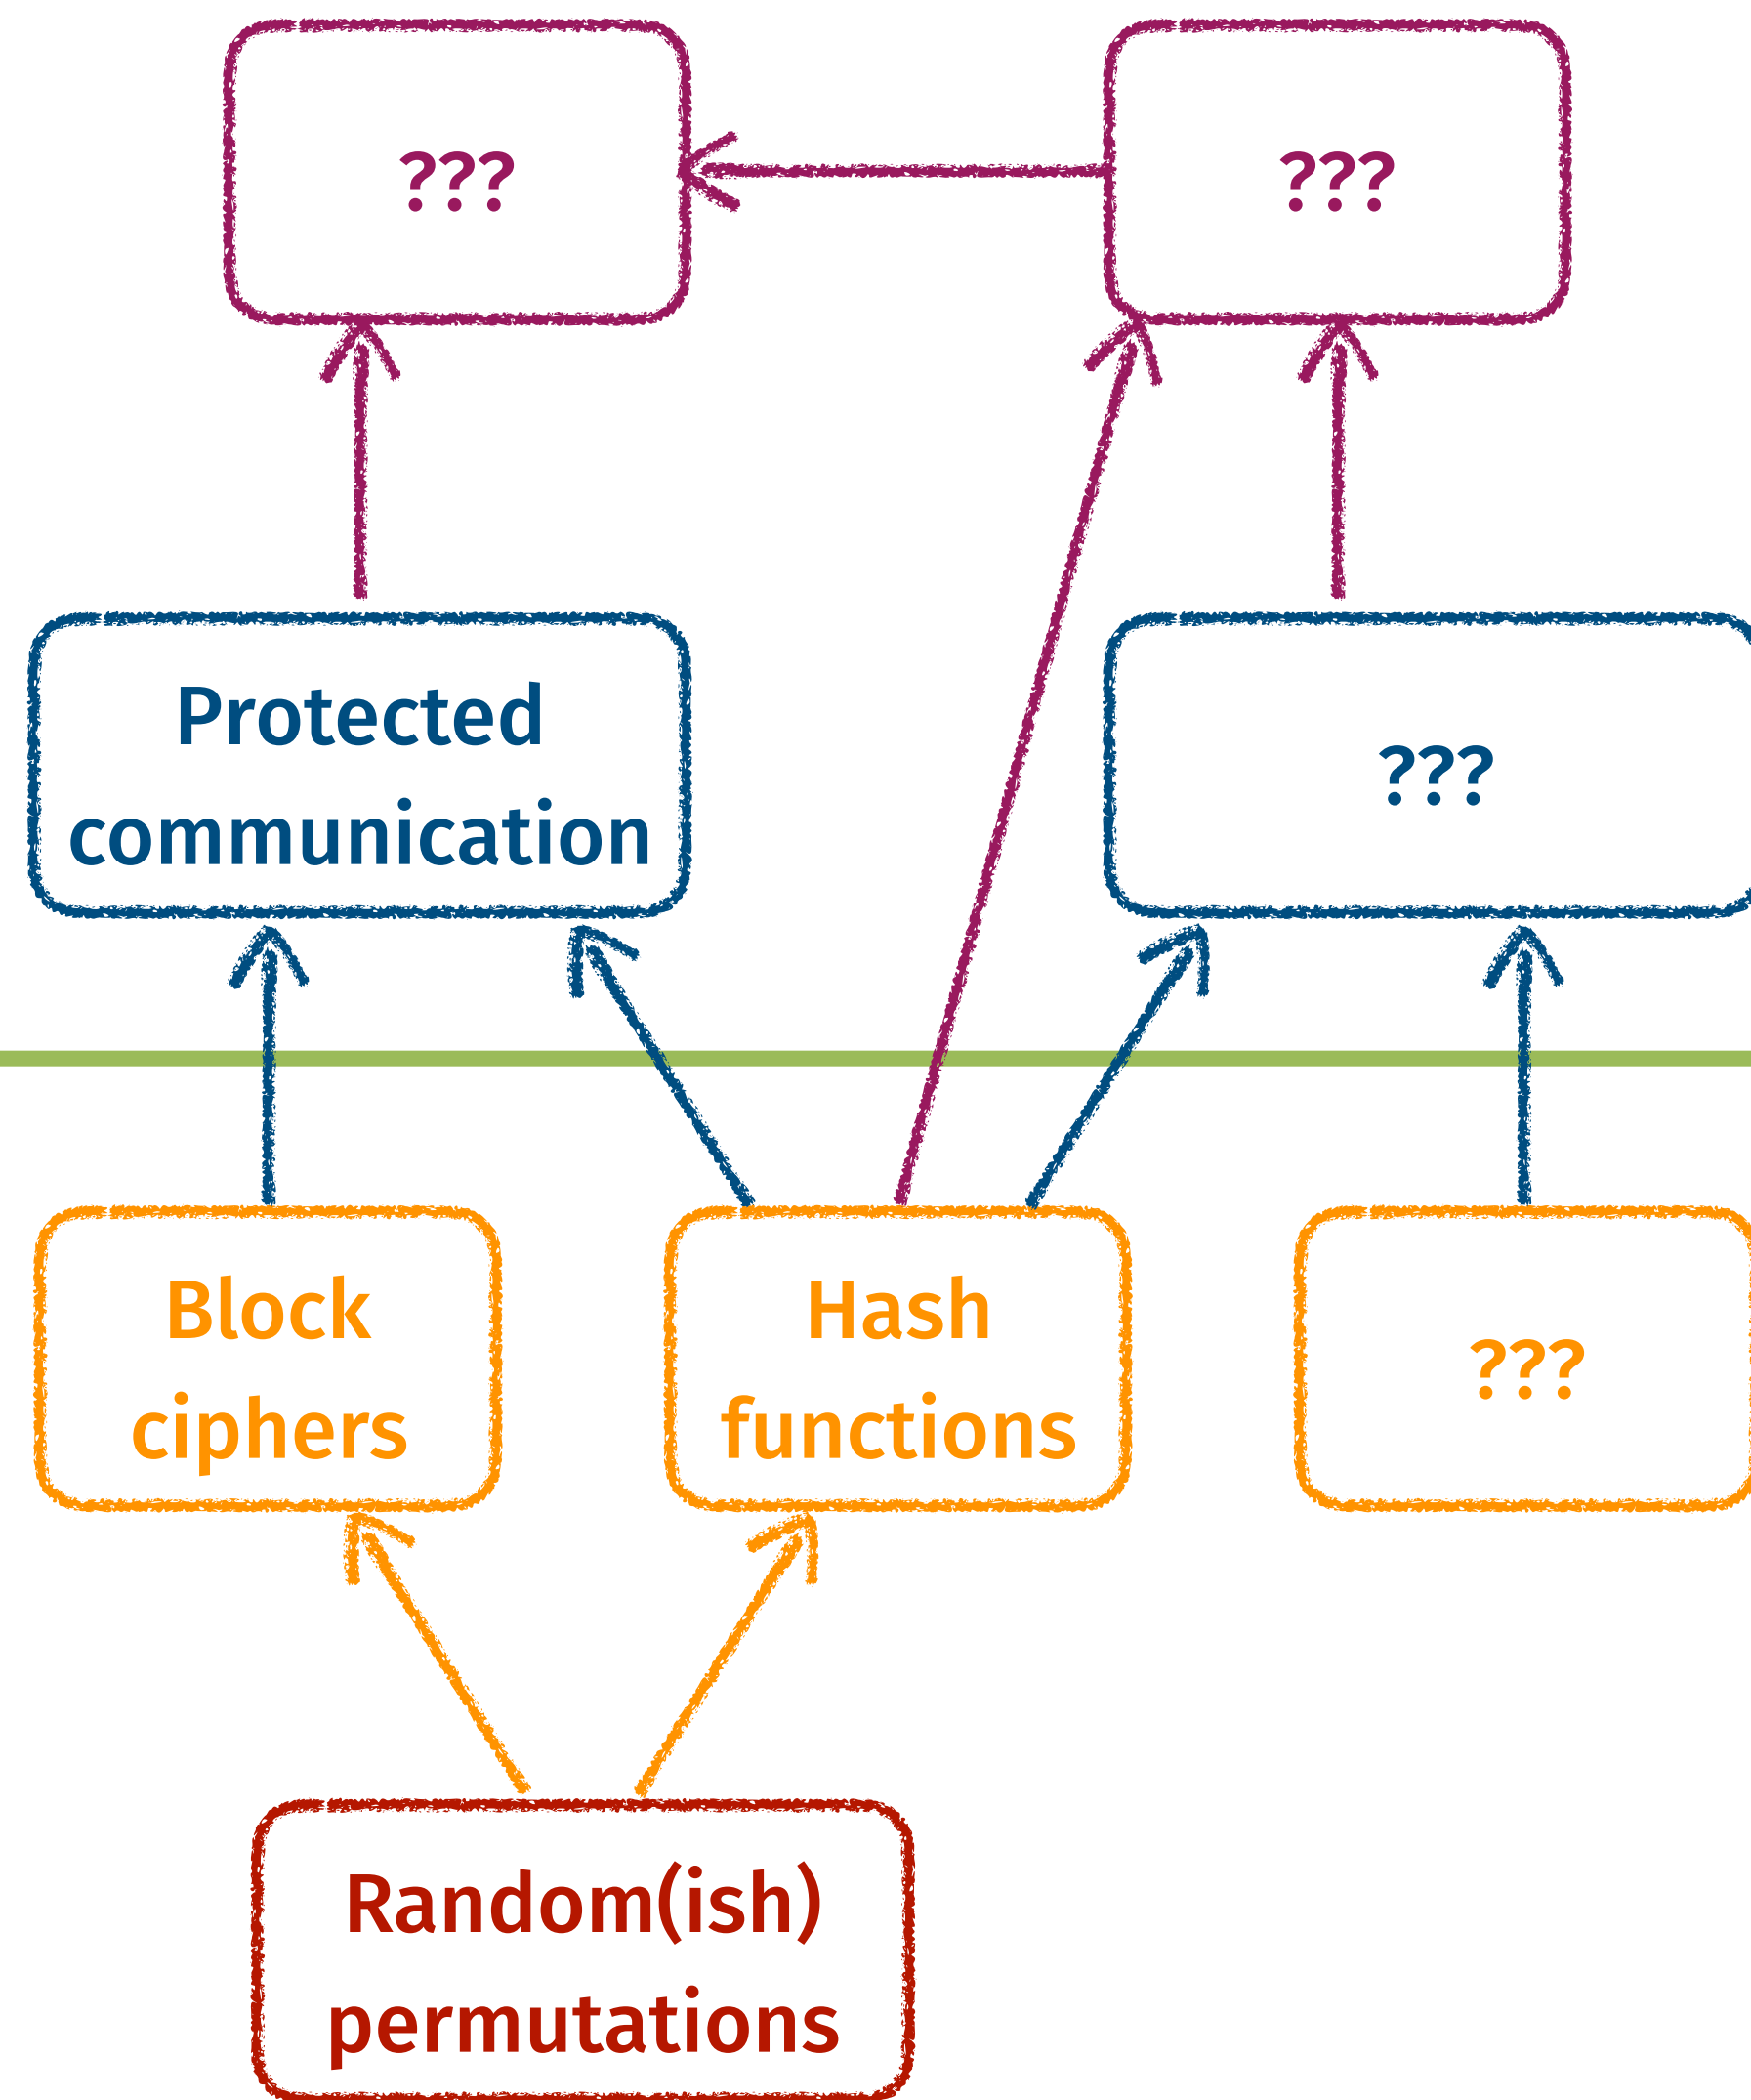 ???
???
Protected
communication
???
Block
ciphers
Hash
functions
???
Random(ish)
permutations